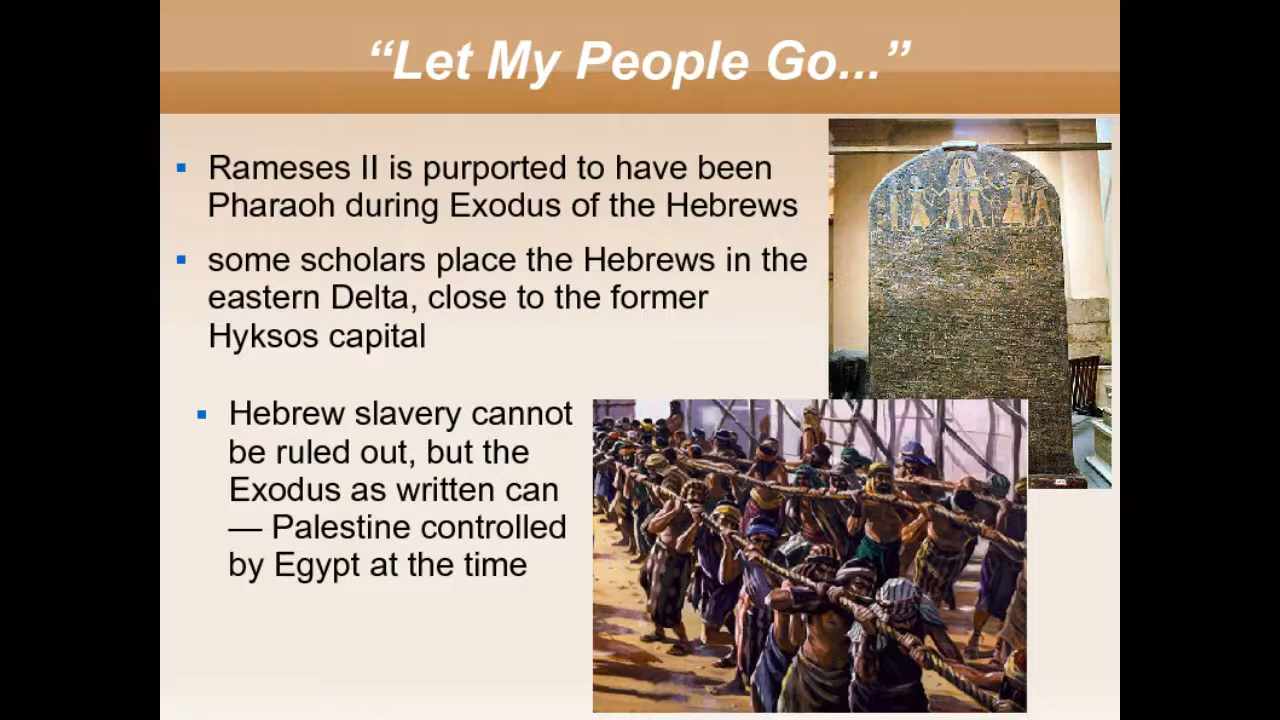 “Let My People Go...”
Rameses II is purported to have been
Pharaoh during Exodus of the Hebrews
some scholars place the Hebrews in the
eastern Delta, close to the former
Hyksos capital
Hebrew slavery cannot
be ruled out, but the
Exodus as written can
— Palestine controlled
by Egypt at the time